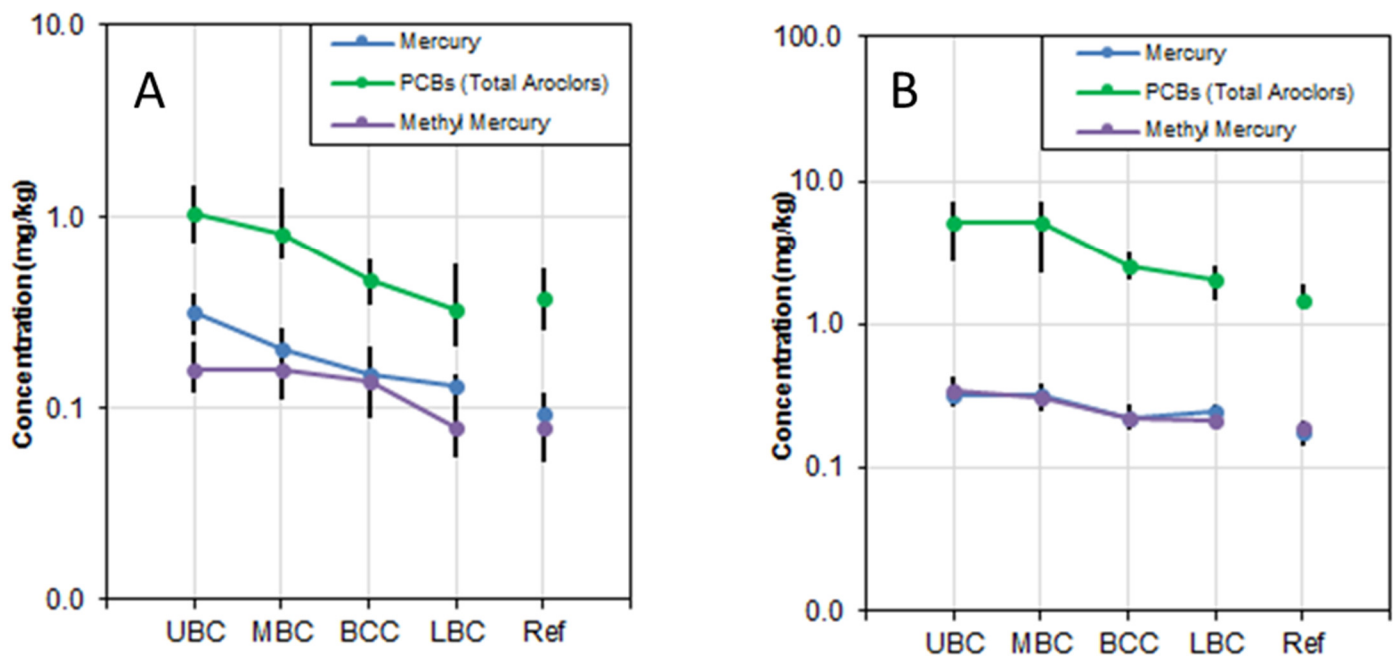 A
Mercury
PCBs (Total Aroclors)
Methyl Mercury
Concentration (mg/kg)
10.0
1.0
0.1
0.0
UBC MBC BCC LBC Ref
B
Mercury
PCBs (Total Aroclors)
Methyl Mercury
Concentration (mg/kg)
100.0
10.0
1.0
0.1
0.0
UBC MBC BCC LBC Ref